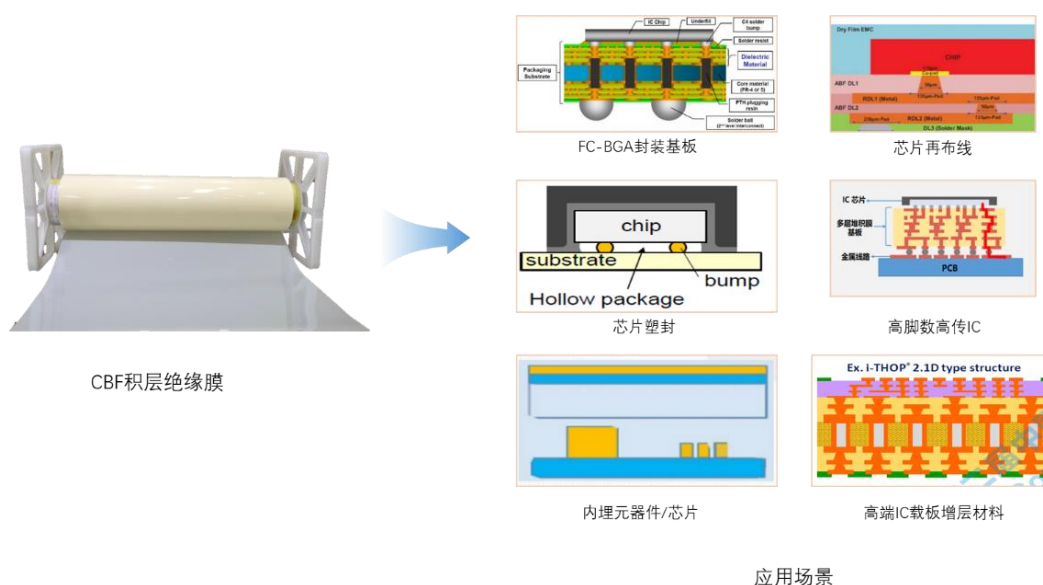 IC Chip
Underfill
C4 solder
bump
Solder resist
Dielectric
Material
Packaging
Substrate
Core material
(FR-4 or 5)
PTH plugging
resin
Solder ball
(2nd level interconnect)
FC-BGA封装基板
Dry Film EMC
CHIP
Cu-pad
ABF DL1
RDL1 (Metal)
ABF DL2
RDL2 (Metal)
DL3 (Solder Mask)
芯片再布线
chip
substrate
bump
Hollow package
芯片塑封
IC 芯片
多层堆积膜
基板
金属线路
PCB
高脚数高传IC
CBF积层绝缘膜
内埋元器件/芯片
Ex. i-THOP® 2.1D type structure
高端IC载板增层材料
应用场景